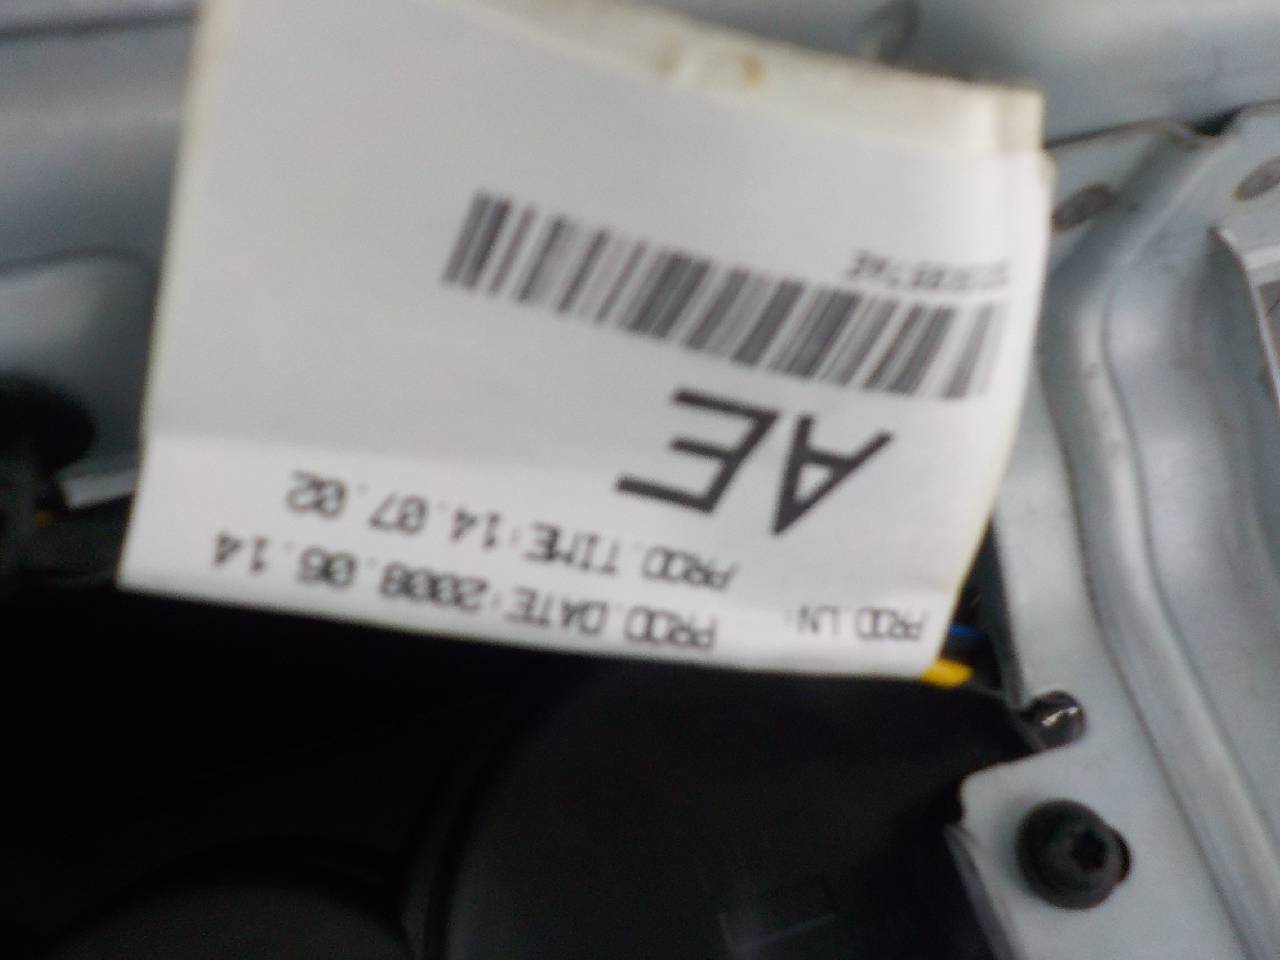 PROD LN: PROD.DATE:2008.06.14
PROD.TIME:14.07.02
AE